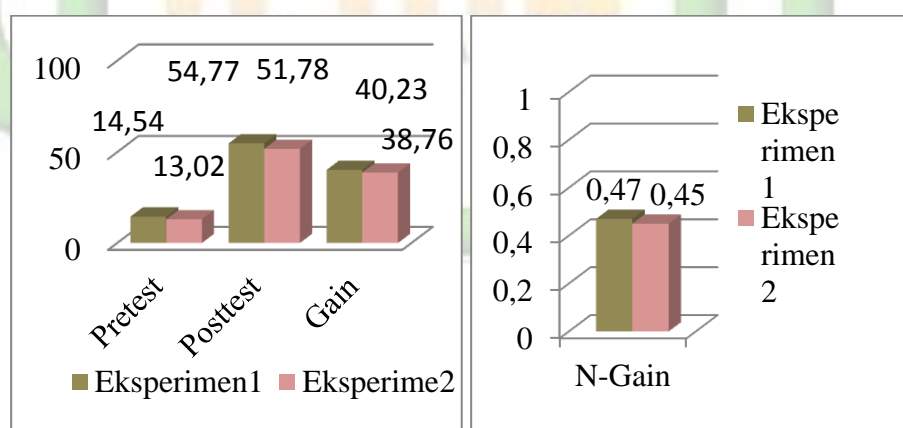 100
50
0
14,54
13,02
54,77
51,78
40,23
38,76
Pretest
Posttest
Gain
Eksperimen1 Eksperime2
1
0,8
0,6
0,4
0,2
0
0,47 0,45
N-Gain
Ekspe
rimen
1
Ekspe
rimen
2